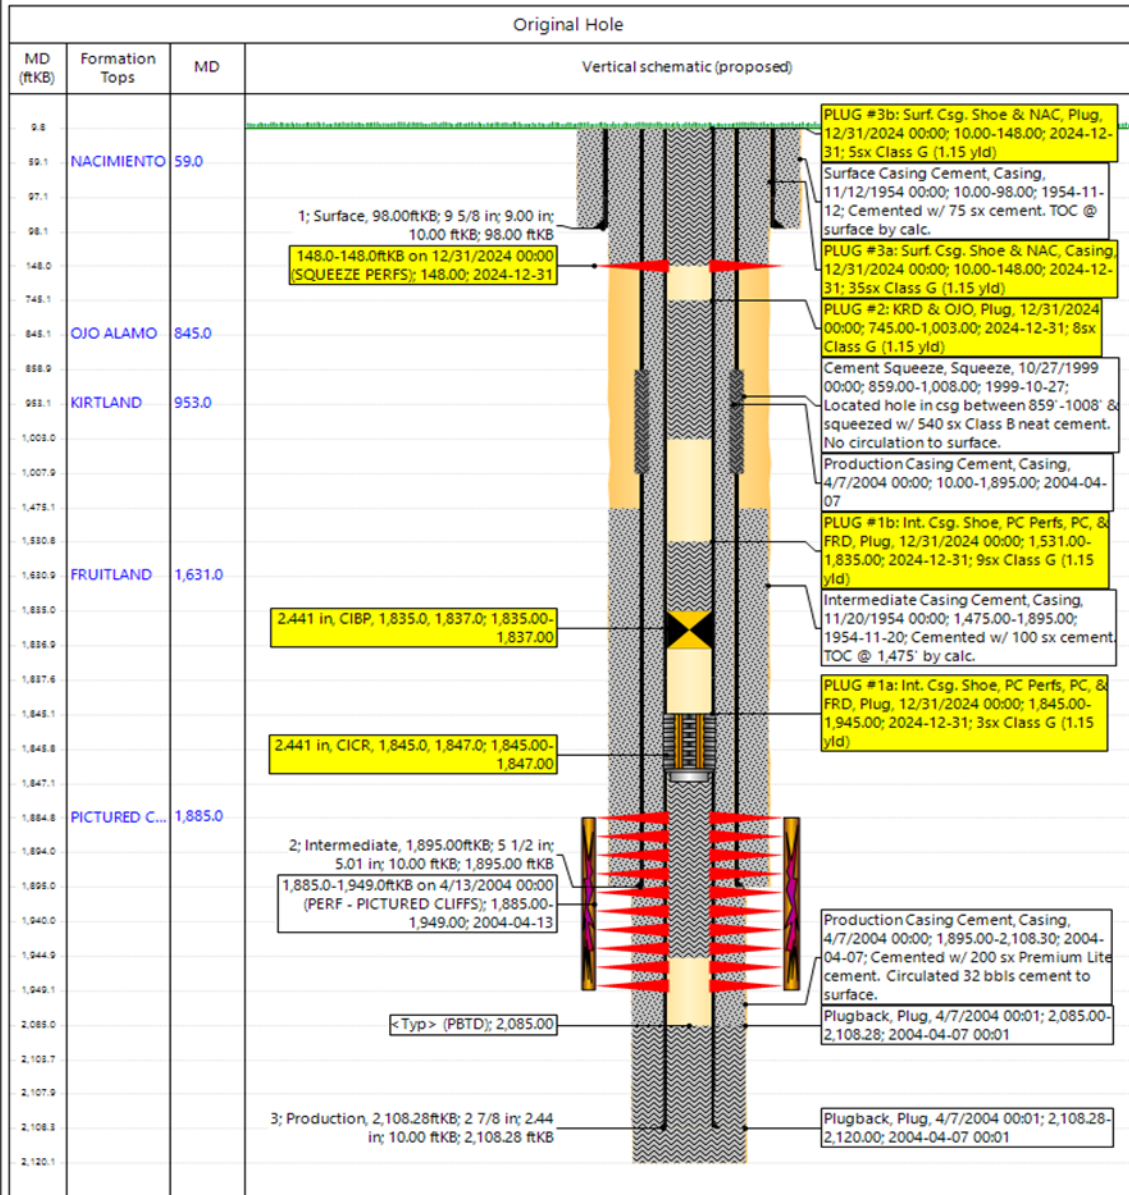 Original Hole
MD
(ftKB)
Formation
Tops
MD
Vertical schematic (proposed)
9.8
59.1
97.1
98.1
148.0
745.1
845.1
858.9
953.1
1,003.0
1,007.9
1,475.1
1,530.8
1,630.9
1,835.0
1,836.9
1,837.6
1,845.1
1,845.8
1,847.1
1,884.8
1,894.0
1,895.0
1,940.0
1,944.9
1,949.1
2,085.0
2,107.9
2,108.3
2,120.1
NACIMIENTO 59.0
OJO ALAMO 845.0
KIRTLAND 953.0
FRUITLAND 1,631.0
PICTURED C... 1,885.0
1; Surface, 98.00ftKB; 9 5/8 in; 9.00 in;
10.00 ftKB; 98.00 ftKB
148.0-148.0ftKB on 12/31/2024 00:00
(SQUEEZE PERFS); 148.00; 2024-12-31
2.441 in, CIBP, 1,835.0, 1,837.0; 1,835.00-
1,837.00
2.441 in, CICR, 1,845.0, 1,847.0; 1,845.00-
1,847.00
2; Intermediate, 1,895.00ftKB; 5 1/2 in;
5.01 in; 10.00 ftKB; 1,895.00 ftKB
1,885.0-1,949.0ftKB on 4/13/2004 00:00
(PERF - PICTURED CLIFFS); 1,885.00-
1,949.00; 2004-04-13
<Typ> (PBTD); 2,085.00
3; Production, 2,108.28ftKB; 2 7/8 in; 2.44
in; 10.00 ftKB; 2,108.28 ftKB
PLUG #3b: Surf. Csg. Shoe & NAC, Plug,
12/31/2024 00:00; 10.00-148.00; 2024-12-
31; 5sx Class G (1.15 yld)
Surface Casing Cement, Casing,
11/12/1954 00:00; 10.00-98.00; 1954-11-
12; Cemented w/ 75 sx cement. TOC @
surface by calc.
PLUG #3a: Surf. Csg. Shoe & NAC, Casing,
12/31/2024 00:00; 10.00-148.00; 2024-12-
31; 35sx Class G (1.15 yld)
PLUG #2: KRD & OJO, Plug, 12/31/2024
00:00; 745.00-1,003.00; 2024-12-31; 8sx
Class G (1.15 yld)
Cement Squeeze, Squeeze, 10/27/1999
00:00; 859.00-1,008.00; 1999-10-27;
Located hole in csg between 859'-1008' &
squeezed w/ 540 sx Class B neat cement.
No circulation to surface.
Production Casing Cement, Casing,
4/7/2004 00:00; 10.00-1,895.00; 2004-04-
07
PLUG #1b: Int. Csg. Shoe, PC Perfs, PC, &
FRD, Plug, 12/31/2024 00:00; 1,531.00-
1,835.00; 2024-12-31; 9sx Class G (1.15
yld)
Intermediate Casing Cement, Casing,
11/20/1954 00:00; 1,475.00-1,895.00;
1954-11-20; Cemented w/ 100 sx cement.
TOC @ 1,475' by calc.
PLUG #1a: Int. Csg. Shoe, PC Perfs, PC, &
FRD, Plug, 12/31/2024 00:00; 1,845.00-
1,945.00; 2024-12-31; 3sx Class G (1.15
yld)
Production Casing Cement, Casing,
4/7/2004 00:00; 1,895.00-2,108.30; 2004-
04-07; Cemented w/ 200 sx Premium Lite
cement. Circulated 32 bbls cement to
surface.
Plugback, Plug, 4/7/2004 00:01; 2,085.00-
2,108.28; 2004-04-07 00:01
Plugback, Plug, 4/7/2004 00:01; 2,108.28-
2,120.00; 2004-04-07 00:01